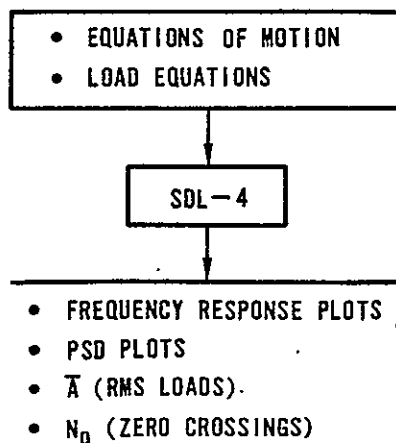 • EQUATIONS OF MOTION
• LOAD EQUATIONS
SDL-4
• FREQUENCY RESPONSE PLOTS
• PSD PLOTS
• A̅ (RMS LOADS).
• N₀ (ZERO CROSSINGS)